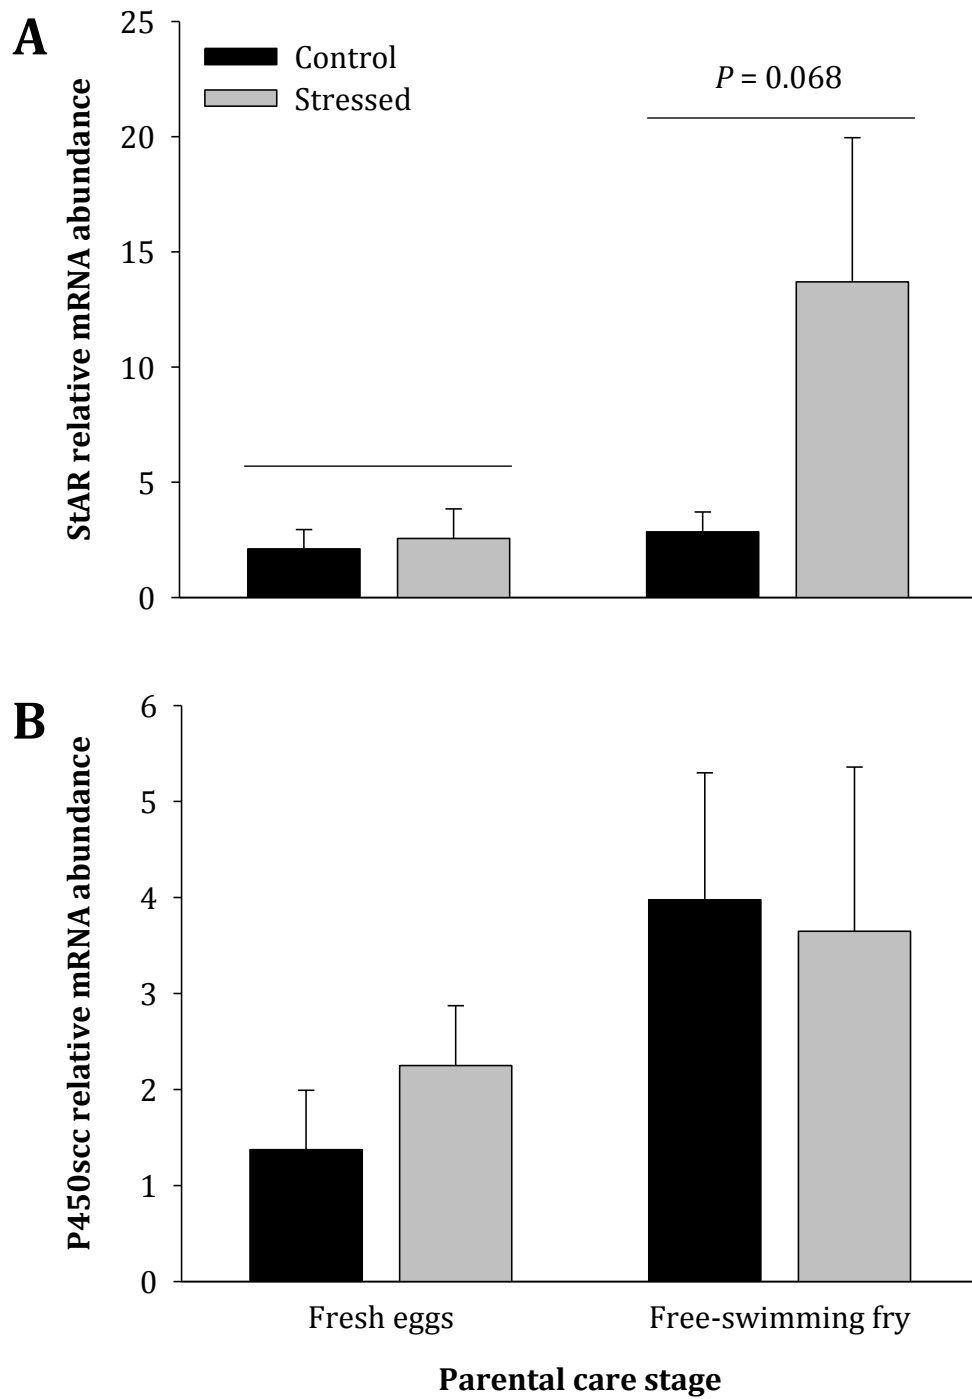 A
StAR relative mRNA abundance
25
20
15
10
5
0
Control
Stressed
P = 0.068
B
P450scc relative mRNA abundance
6
5
4
3
2
1
0
Fresh eggs
Free-swimming fry
Parental care stage